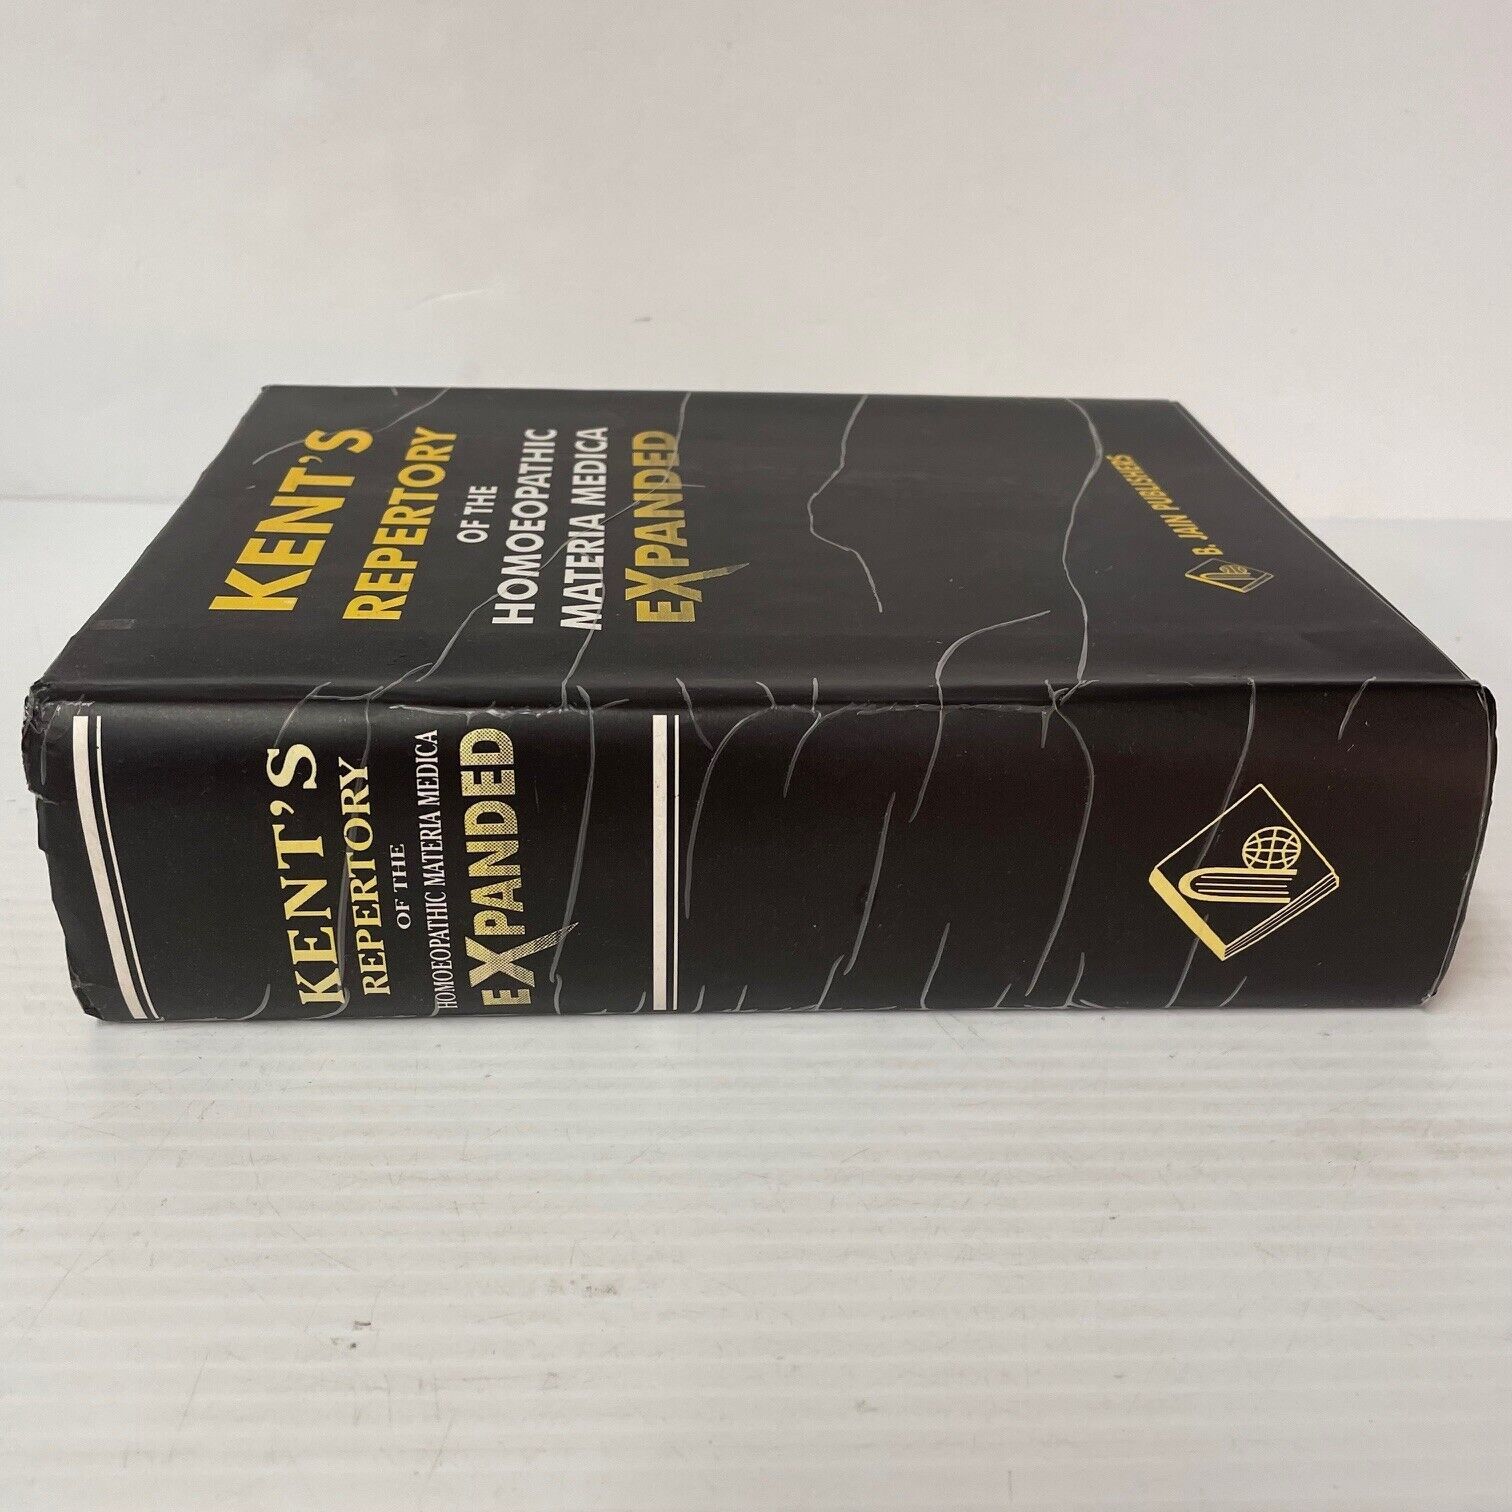 KENT'S
REPERTORY
OF THE
HOMOEOPATHIC
MATERIA MEDICA
EXPANDED
B. JAIN PUBLISHERS
KENT'S
REPERTORY
OF THE
HOMOEOPATHIC MATERIA MEDICA
EXPANDED